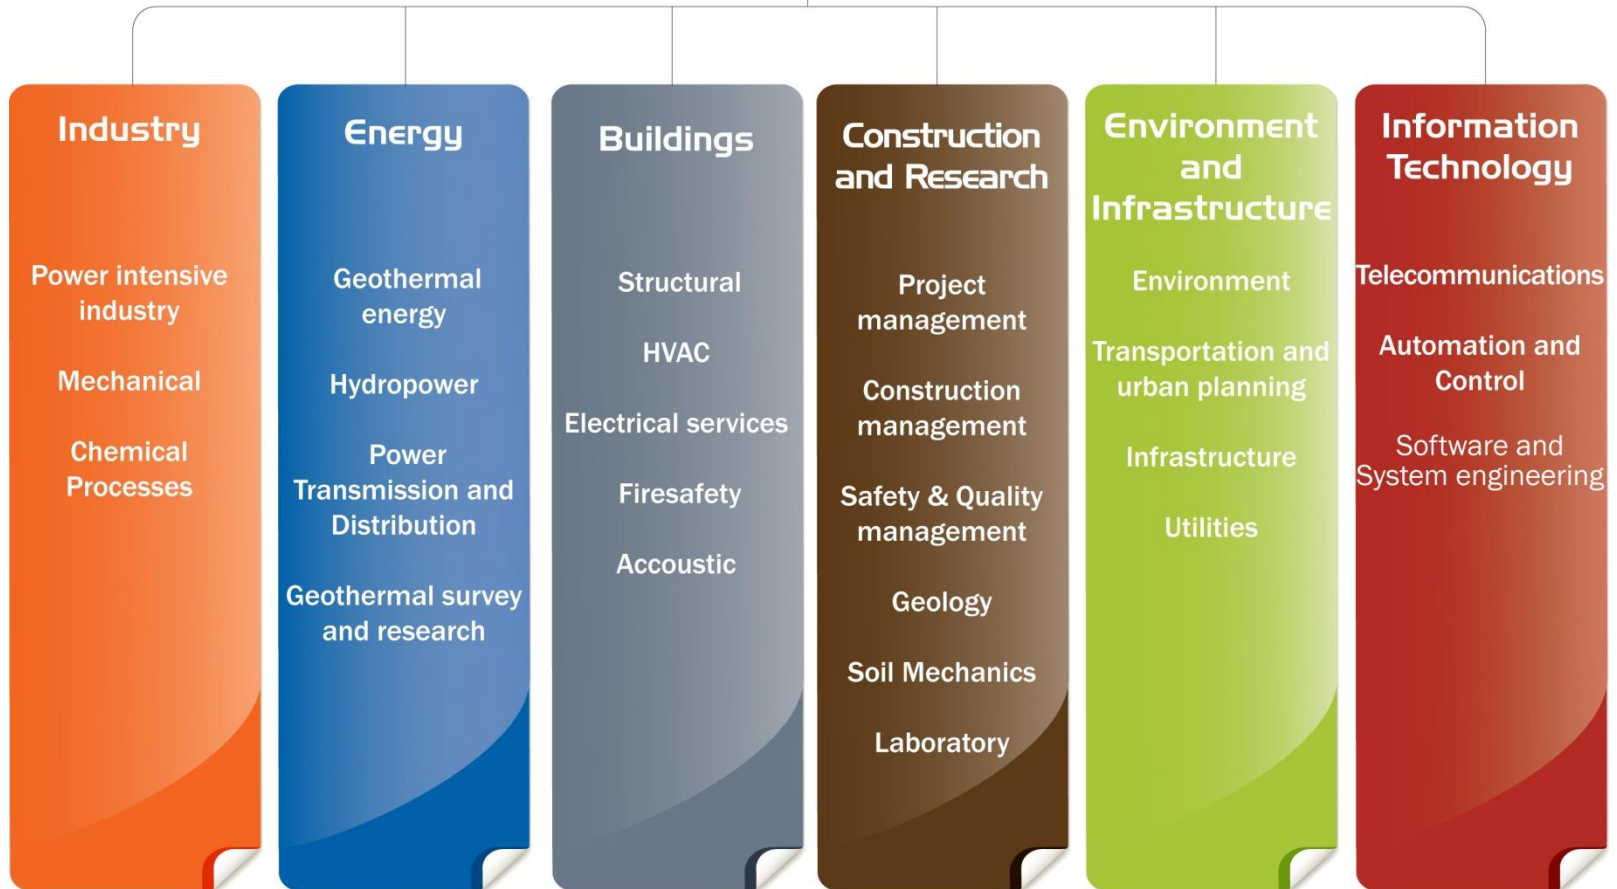 Industry
Power intensive
industry
Mechanical
Chemical
Processes
Energy
Geothermal
energy
Hydropower
Power
Transmission and
Distribution
Geothermal survey
and research
Buildings
Structural
HVAC
Electrical services
Firesafety
Accoustic
Construction
and Research
Project
management
Construction
management
Safety & Quality
management
Geology
Soil Mechanics
Laboratory
Environment
and
Infrastructure
Environment
Transportation and
urban planning
Infrastructure
Utilities
Information
Technology
Telecommunications
Automation and
Control
Software and
System engineering